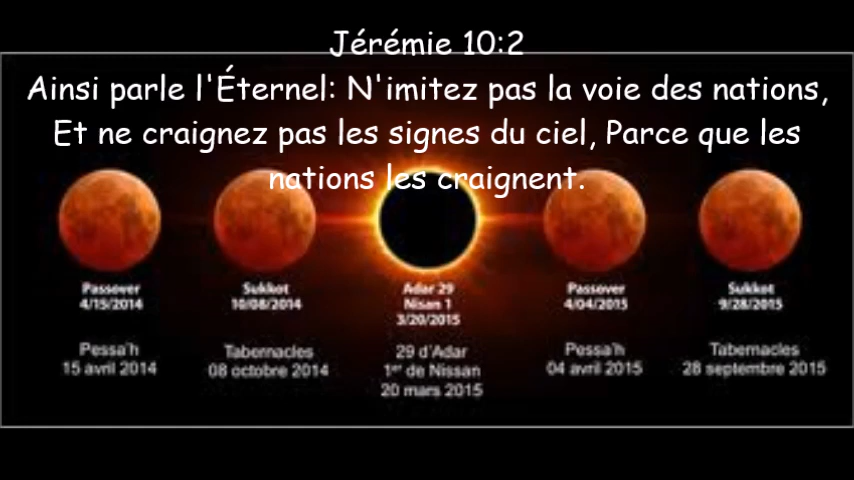 Jérémie 10:2
Ainsi parle l'Éternel: N'imitez pas la voie des nations,
Et ne craignez pas les signes du ciel, Parce que les
nations les craignent.
Passover
4/15/2014
Sukkot
10/08/2014
Adar 29
Nisan 1
3/20/2015
Passover
4/04/2015
Sukkot
9/28/2015
Pessa'h
15 avril 2014
Tabernacles
08 octobre 2014
29 d'Adar
1er de Nissan
20 mars 2015
Pessa'h
04 avril 2015
Tabernacles
28 septembre 2015